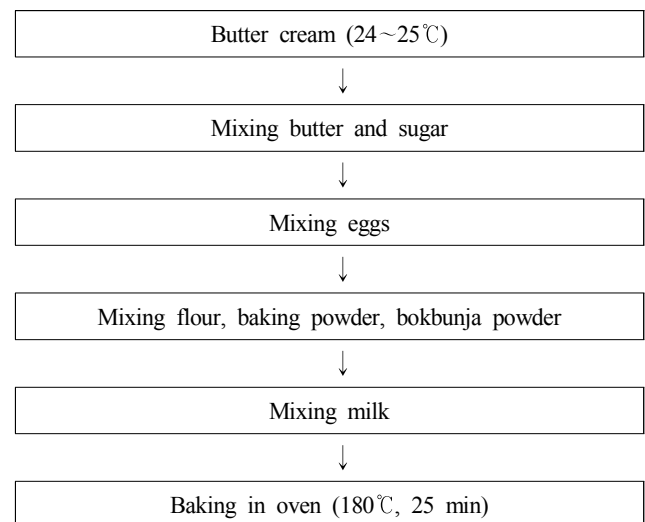 Butter cream (24～25℃)
↓
Mixing butter and sugar
↓
Mixing eggs
↓
Mixing flour, baking powder, bokbunja powder
↓
Mixing milk
↓
Baking in oven (180℃, 25 min)